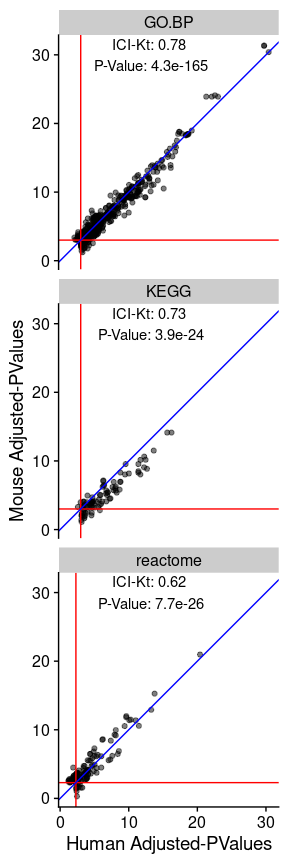 GO.BP
ICI-Kt: 0.78
P-Value: 4.3e-165
30
20
10
0
KEGG
ICI-Kt: 0.73
P-Value: 3.9e-24
30
20
10
0
Mouse Adjusted-PValues
reactome
ICI-Kt: 0.62
P-Value: 7.7e-26
30
20
10
0
0 10 20 30
Human Adjusted-PValues